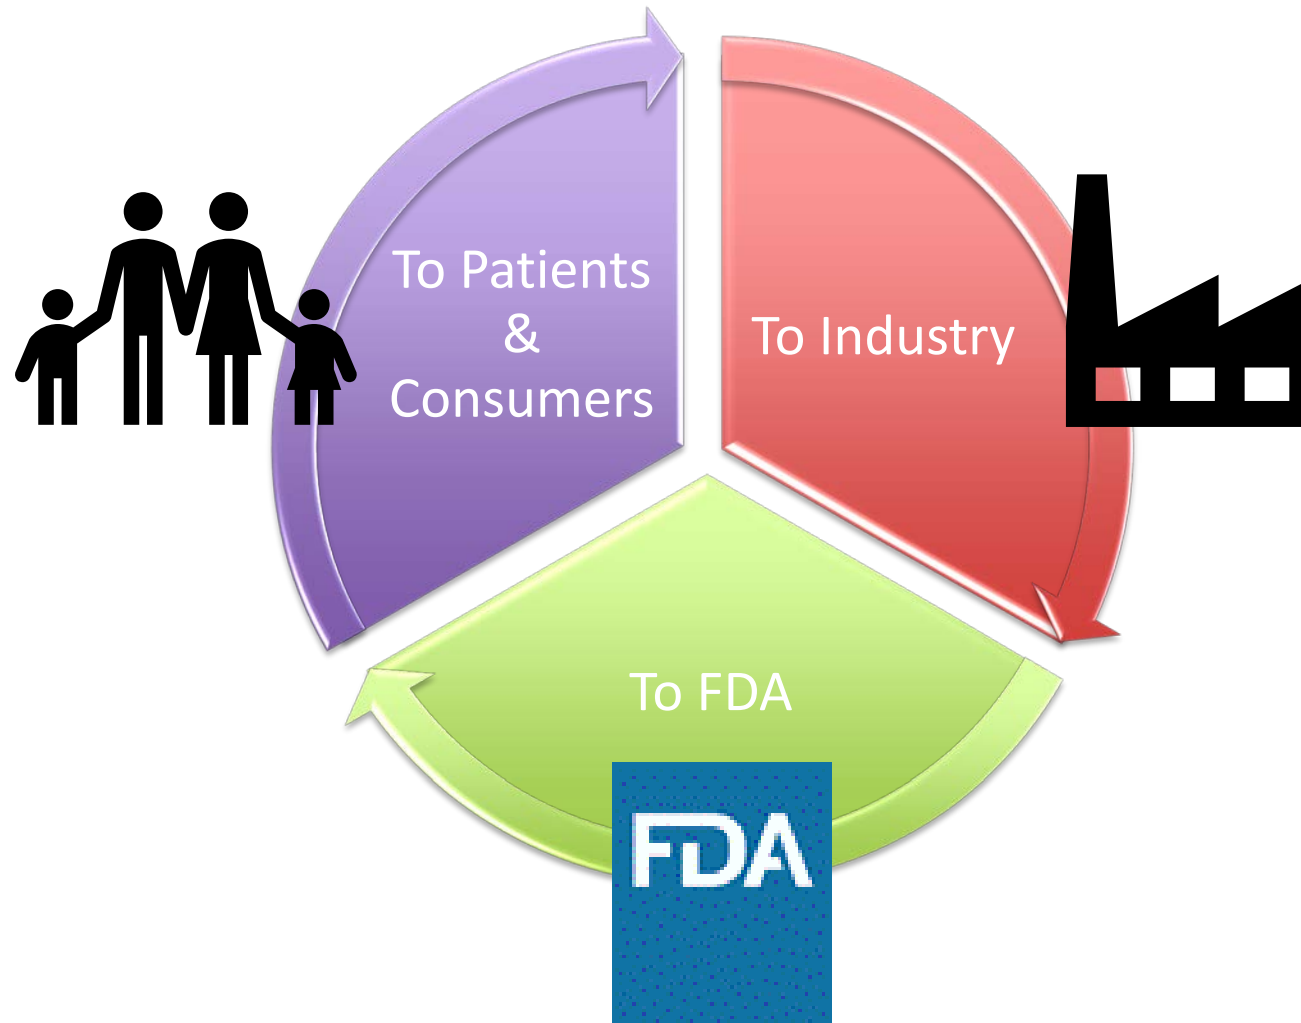 To Patients
&
Consumers
To Industry
To FDA
FDA